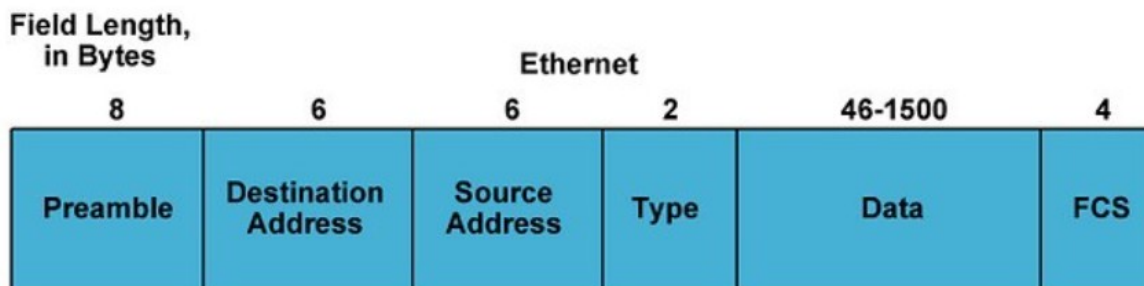 Field Length,
in Bytes
Ethernet
8 6 6 2 46-1500 4
Preamble
Destination
Address
Source
Address
Type
Data
FCS